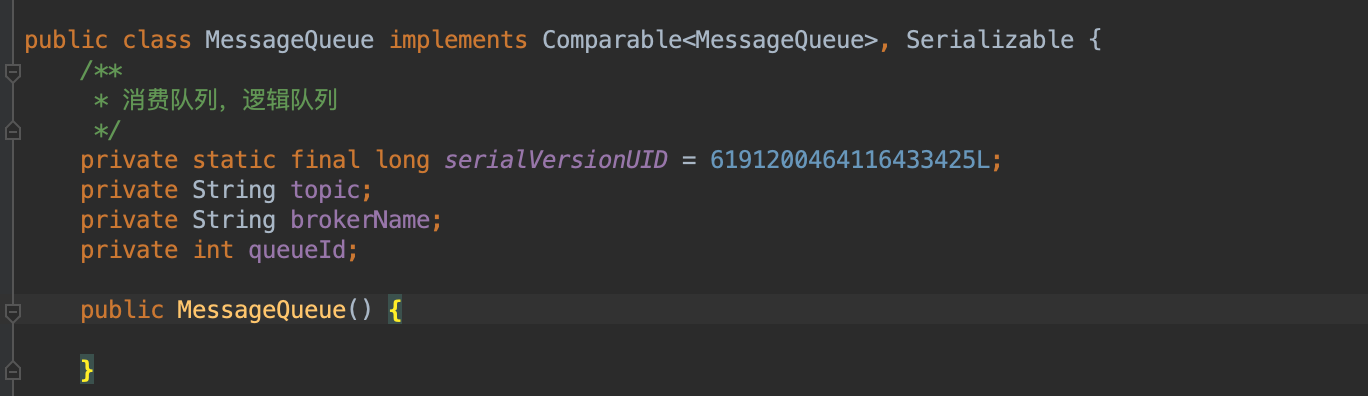 public class MessageQueue implements Comparable<MessageQueue>, Serializable {
/**
* 消费队列，逻辑队列
*/
private static final long serialVersionUID = 6191200464116433425L;
private String topic;
private String brokerName;
private int queueId;
public MessageQueue() {
}